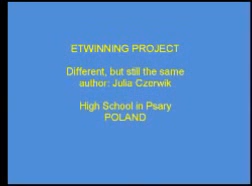 ETWINNING PROJECT
Different, but still the same
author: Julia Czerwik
High School in Psary
POLAND